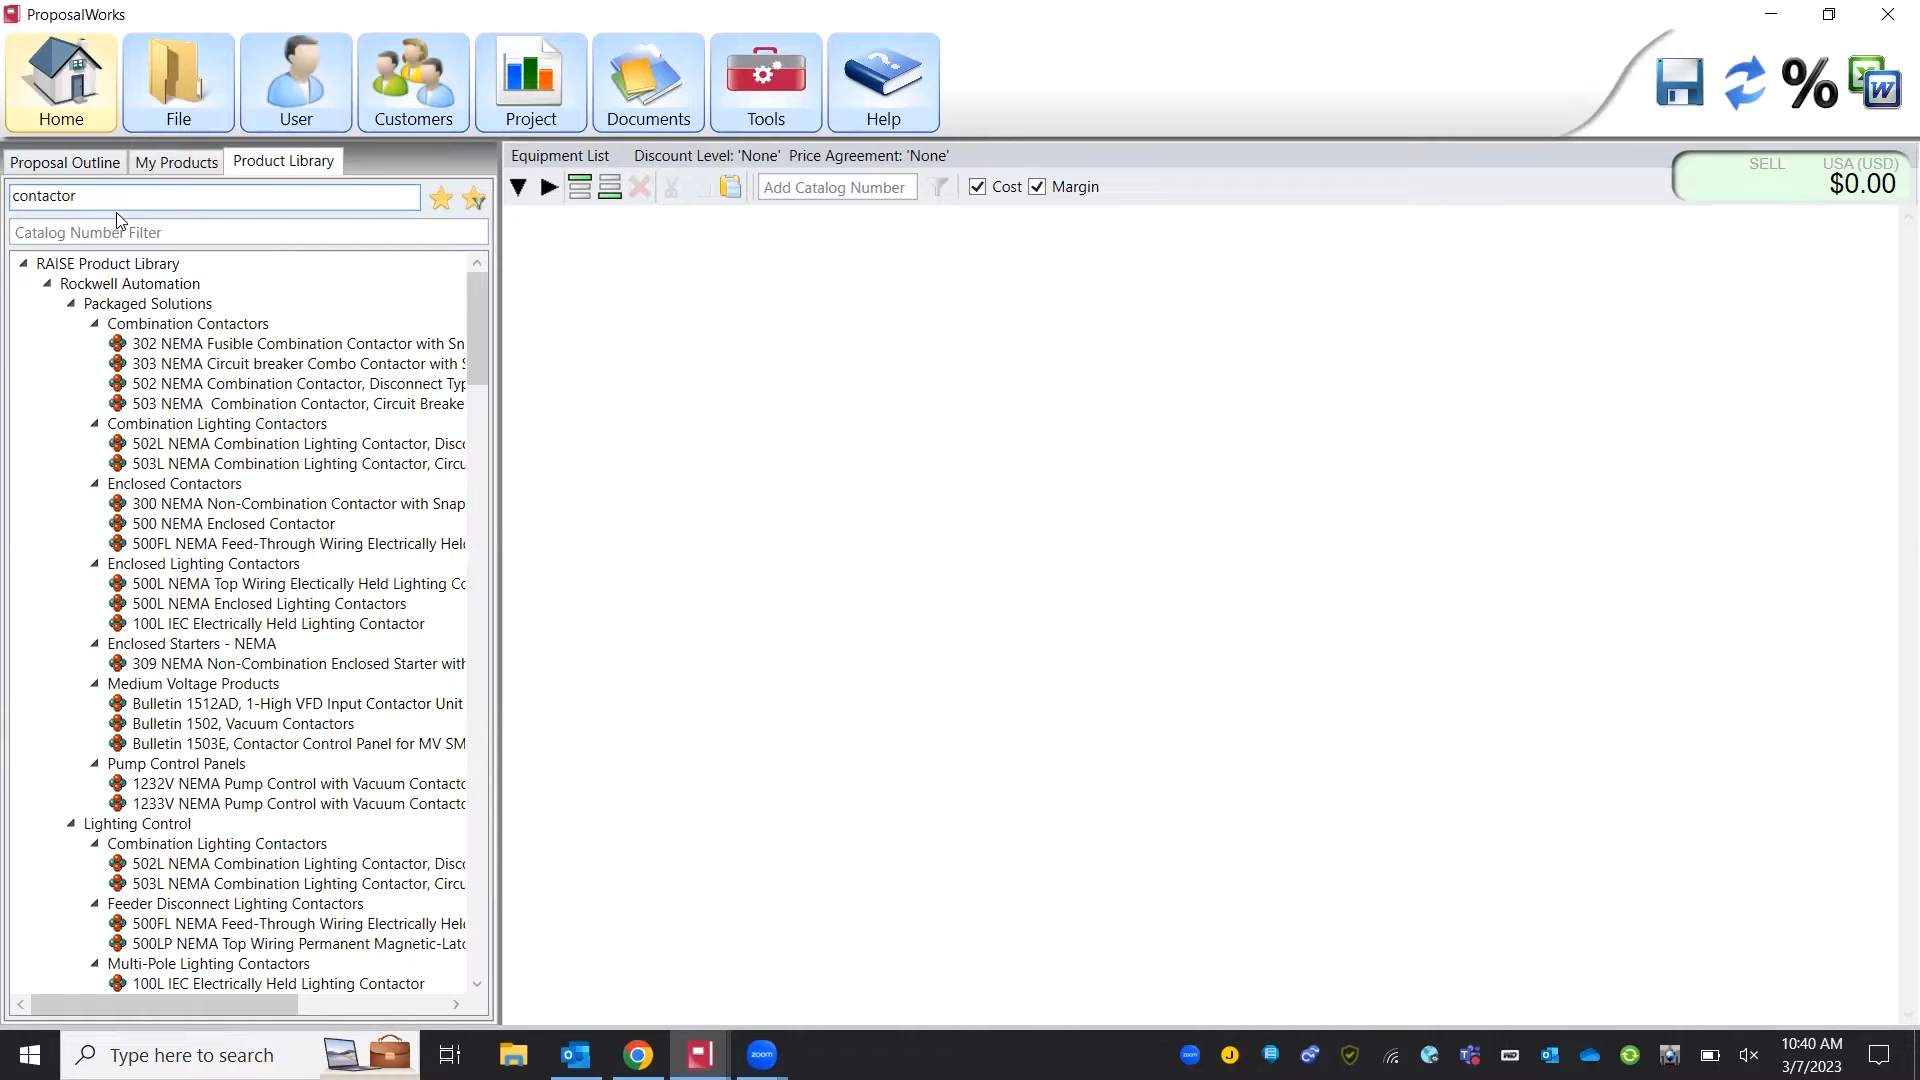 ProposalWorks
Home File User Customers Project Documents Tools Help
Proposal Outline My Products Product Library
Equipment List Discount Level: 'None' Price Agreement: 'None'
SELL USA (USD)
$0.00
contactor
Add Catalog Number Cost Margin
Catalog Number Filter
RAISE Product Library
Rockwell Automation
Packaged Solutions
Combination Contactors
302 NEMA Fusible Combination Contactor with Sn
303 NEMA Circuit breaker Combo Contactor with S
502 NEMA Combination Contactor, Disconnect Typ
503 NEMA Combination Contactor, Circuit Breake
Combination Lighting Contactors
502L NEMA Combination Lighting Contactor, Disco
503L NEMA Combination Lighting Contactor, Circu
Enclosed Contactors
300 NEMA Non-Combination Contactor with Snap
500 NEMA Enclosed Contactor
500FL NEMA Feed-Through Wiring Electrically Held
Enclosed Lighting Contactors
500L NEMA Top Wiring Electically Held Lighting Co
500L NEMA Enclosed Lighting Contactors
100L IEC Electrically Held Lighting Contactor
Enclosed Starters - NEMA
309 NEMA Non-Combination Enclosed Starter with
Medium Voltage Products
Bulletin 1512AD, 1-High VFD Input Contactor Unit
Bulletin 1502, Vacuum Contactors
Bulletin 1503E, Contactor Control Panel for MV SM
Pump Control Panels
1232V NEMA Pump Control with Vacuum Contacto
1233V NEMA Pump Control with Vacuum Contacto
Lighting Control
Combination Lighting Contactors
502L NEMA Combination Lighting Contactor, Disco
503L NEMA Combination Lighting Contactor, Circu
Feeder Disconnect Lighting Contactors
500FL NEMA Feed-Through Wiring Electrically Held
500LP NEMA Top Wiring Permanent Magnetic-Latc
Multi-Pole Lighting Contactors
100L IEC Electrically Held Lighting Contactor
Type here to search
zoom
10:40 AM
3/7/2023